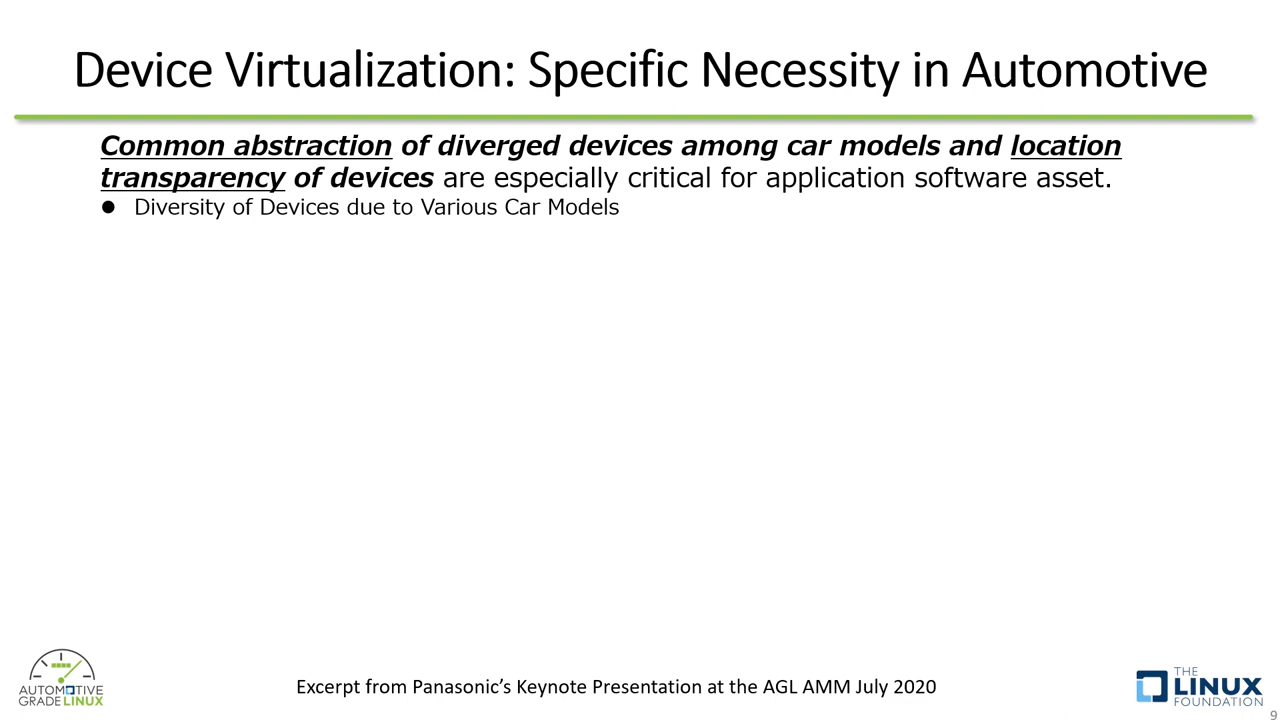 Device Virtualization: Specific Necessity in Automotive
Common abstraction of diverged devices among car models and location
transparency of devices are especially critical for application software asset.
● Diversity of Devices due to Various Car Models
AUTOMOTIVE
GRADE LINUX
Excerpt from Panasonic’s Keynote Presentation at the AGL AMM July 2020
THE
LINUX
FOUNDATION
9